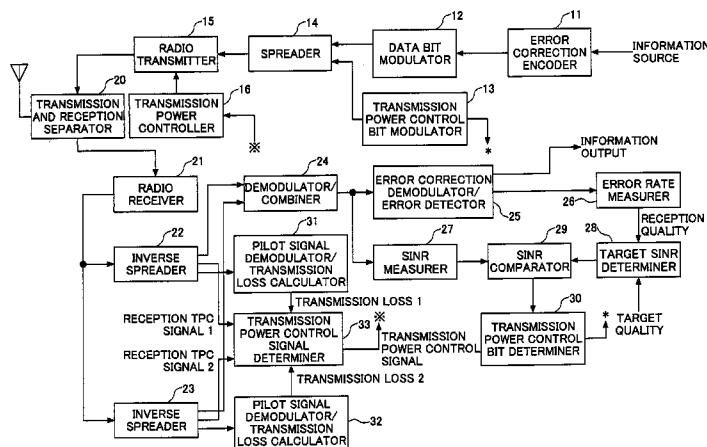 15
RADIO
TRANSMITTER
14
SPREADER
12
DATA BIT
MODULATOR
11
ERROR
CORRECTION
ENCODER
INFORMATION
SOURCE
20
TRANSMISSION
AND RECEPTION
SEPARATOR
16
TRANSMISSION
POWER
CONTROLLER
※
13
TRANSMISSION
POWER CONTROL
BIT MODULATOR
*
INFORMATION
OUTPUT
21
RADIO
RECEIVER
24
DEMODULATOR/
COMBINER
ERROR CORRECTION
DEMODULATOR/
ERROR DETECTOR
25
ERROR RATE
MEASURER
26
RECEPTION
QUALITY
22
INVERSE
SPREADER
31
PILOT SIGNAL
DEMODULATOR/
TRANSMISSION
LOSS CALCULATOR
27
SINR
MEASURER
29
SINR
COMPARATOR
28
TARGET SINR
DETERMINER
TRANSMISSION LOSS 1
RECEPTION TPC
SIGNAL 1
RECEPTION TPC
SIGNAL 2
TRANSMISSION
POWER CONTROL
SIGNAL
DETERMINER
33
※
TRANSMISSION
POWER CONTROL
SIGNAL
30
TRANSMISSION
POWER CONTROL
BIT DETERMINER
*
TARGET
QUALITY
TRANSMISSION LOSS 2
23
INVERSE
SPREADER
PILOT SIGNAL
DEMODULATOR/
TRANSMISSION
LOSS CALCULATOR
32